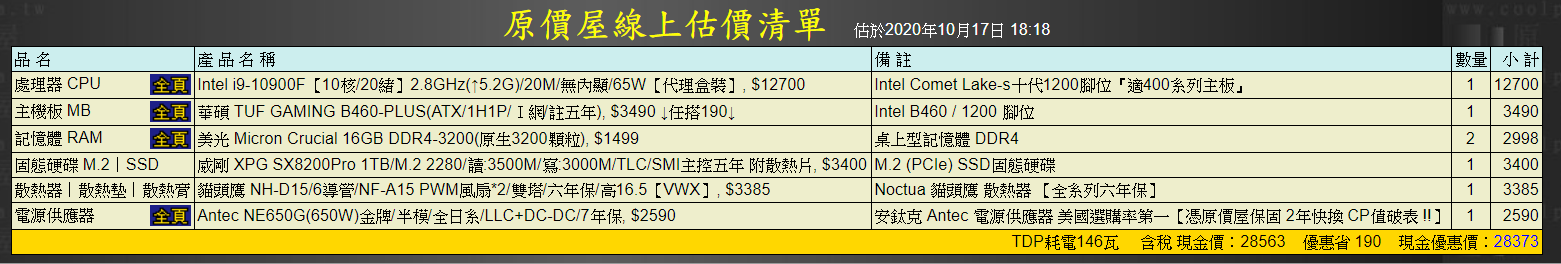 www.cools
原價屋線上估價清單 估於2020年10月17日 18:18
品 名 產 品 名 稱 備 註 數量 小 計
處理器 CPU 全頁 Intel i9-10900F【10核/20緒】2.8GHz(↑5.2G)/20M/無內顯/65W【代理盒裝】, $12700 Intel Comet Lake-s十代1200腳位『適400系列主板』 1 12700
主機板 MB 全頁 華碩 TUF GAMING B460-PLUS(ATX/1H1P/Ｉ網/註五年), $3490 ↓任搭190↓ Intel B460 / 1200 腳位 1 3490
記憶體 RAM 全頁 美光 Micron Crucial 16GB DDR4-3200(原生3200顆粒), $1499 桌上型記憶體 DDR4 2 2998
固態硬碟 M.2｜SSD 威剛 XPG SX8200Pro 1TB/M.2 2280/讀:3500M/寫:3000M/TLC/SMI主控五年 附散熱片, $3400 M.2 (PCIe) SSD固態硬碟 1 3400
散熱器｜散熱墊｜散熱膏 貓頭鷹 NH-D15/6導管/NF-A15 PWM風扇*2/雙塔/六年保/高16.5【VWX】, $3385 Noctua 貓頭鷹 散熱器 【全系列六年保】 1 3385
電源供應器 全頁 Antec NE650G(650W)金牌/半模/全日系/LLC+DC-DC/7年保, $2590 安鈦克 Antec 電源供應器 美國選購率第一【憑原價屋保固 2年快換 CP值破表 !!】 1 2590
TDP耗電146瓦 含稅 現金價：28563 優惠省 190 現金優惠價：28373